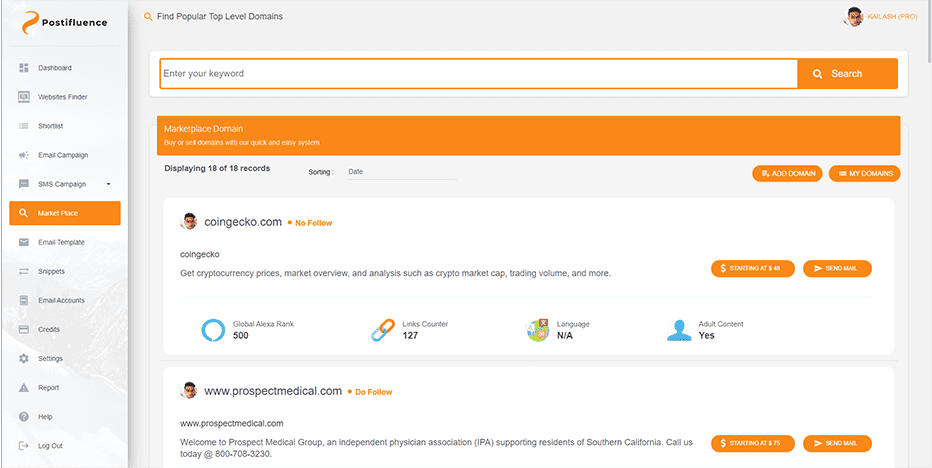 Postifluence
Find Popular Top Level Domains
KAILASH (PRO)
Dashboard
Websites Finder
Shortlist
Email Campaign
SMS Campaign
Market Place
Email Template
Snippets
Email Accounts
Credits
Settings
Report
Help
Log Out
Enter your keyword
Search
Marketplace Domain
Buy or sell domains with our quick and easy system
Displaying 18 of 18 records
Sorting :
Date
ADD DOMAIN
MY DOMAINS
coingecko.com
No Follow
coingecko
Get cryptocurrency prices, market overview, and analysis such as crypto market cap, trading volume, and more.
$ STARTING AT $ 48
SEND MAIL
Global Alexa Rank
500
Links Counter
127
Language
N/A
Adult Content
Yes
www.prospectmedical.com
Do Follow
www.prospectmedical.com
Welcome to Prospect Medical Group, an independent physician association (IPA) supporting residents of Southern California. Call us
today @ 800-708-3230.
$ STARTING AT $ 75
SEND MAIL